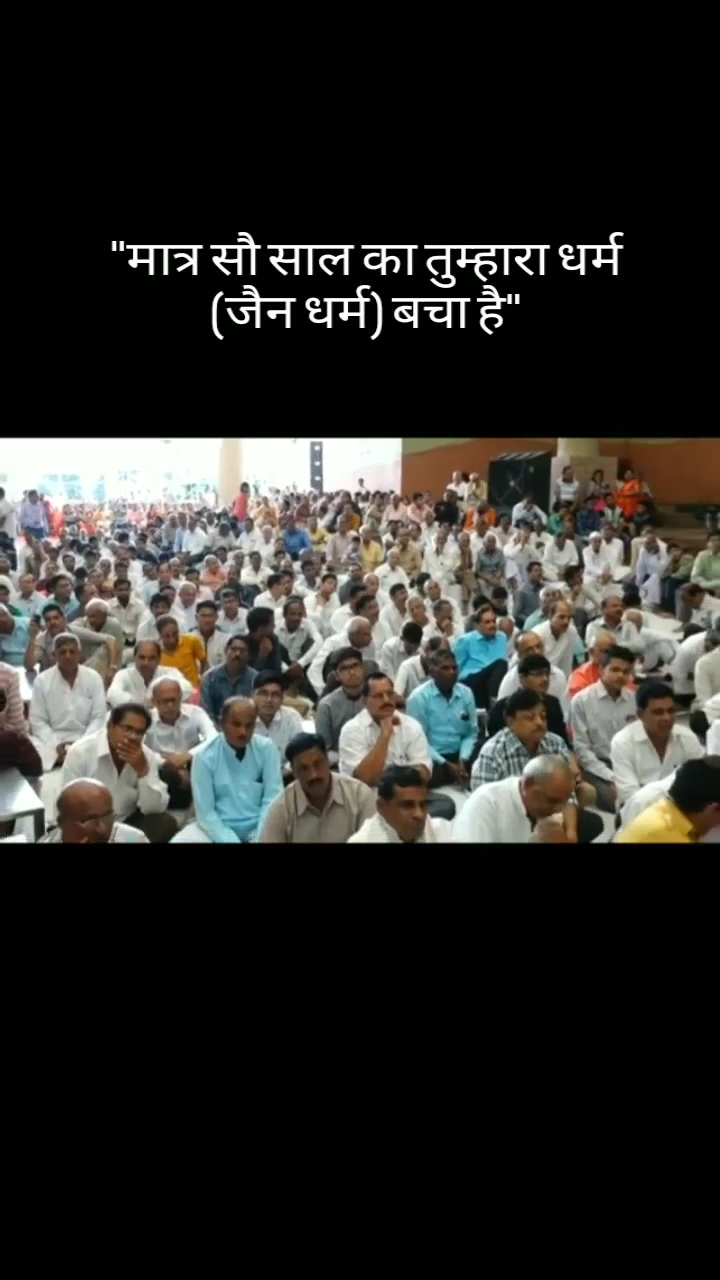 "मात्र सौ साल का तुम्हारा धर्म
(जैन धर्म) बचा है"